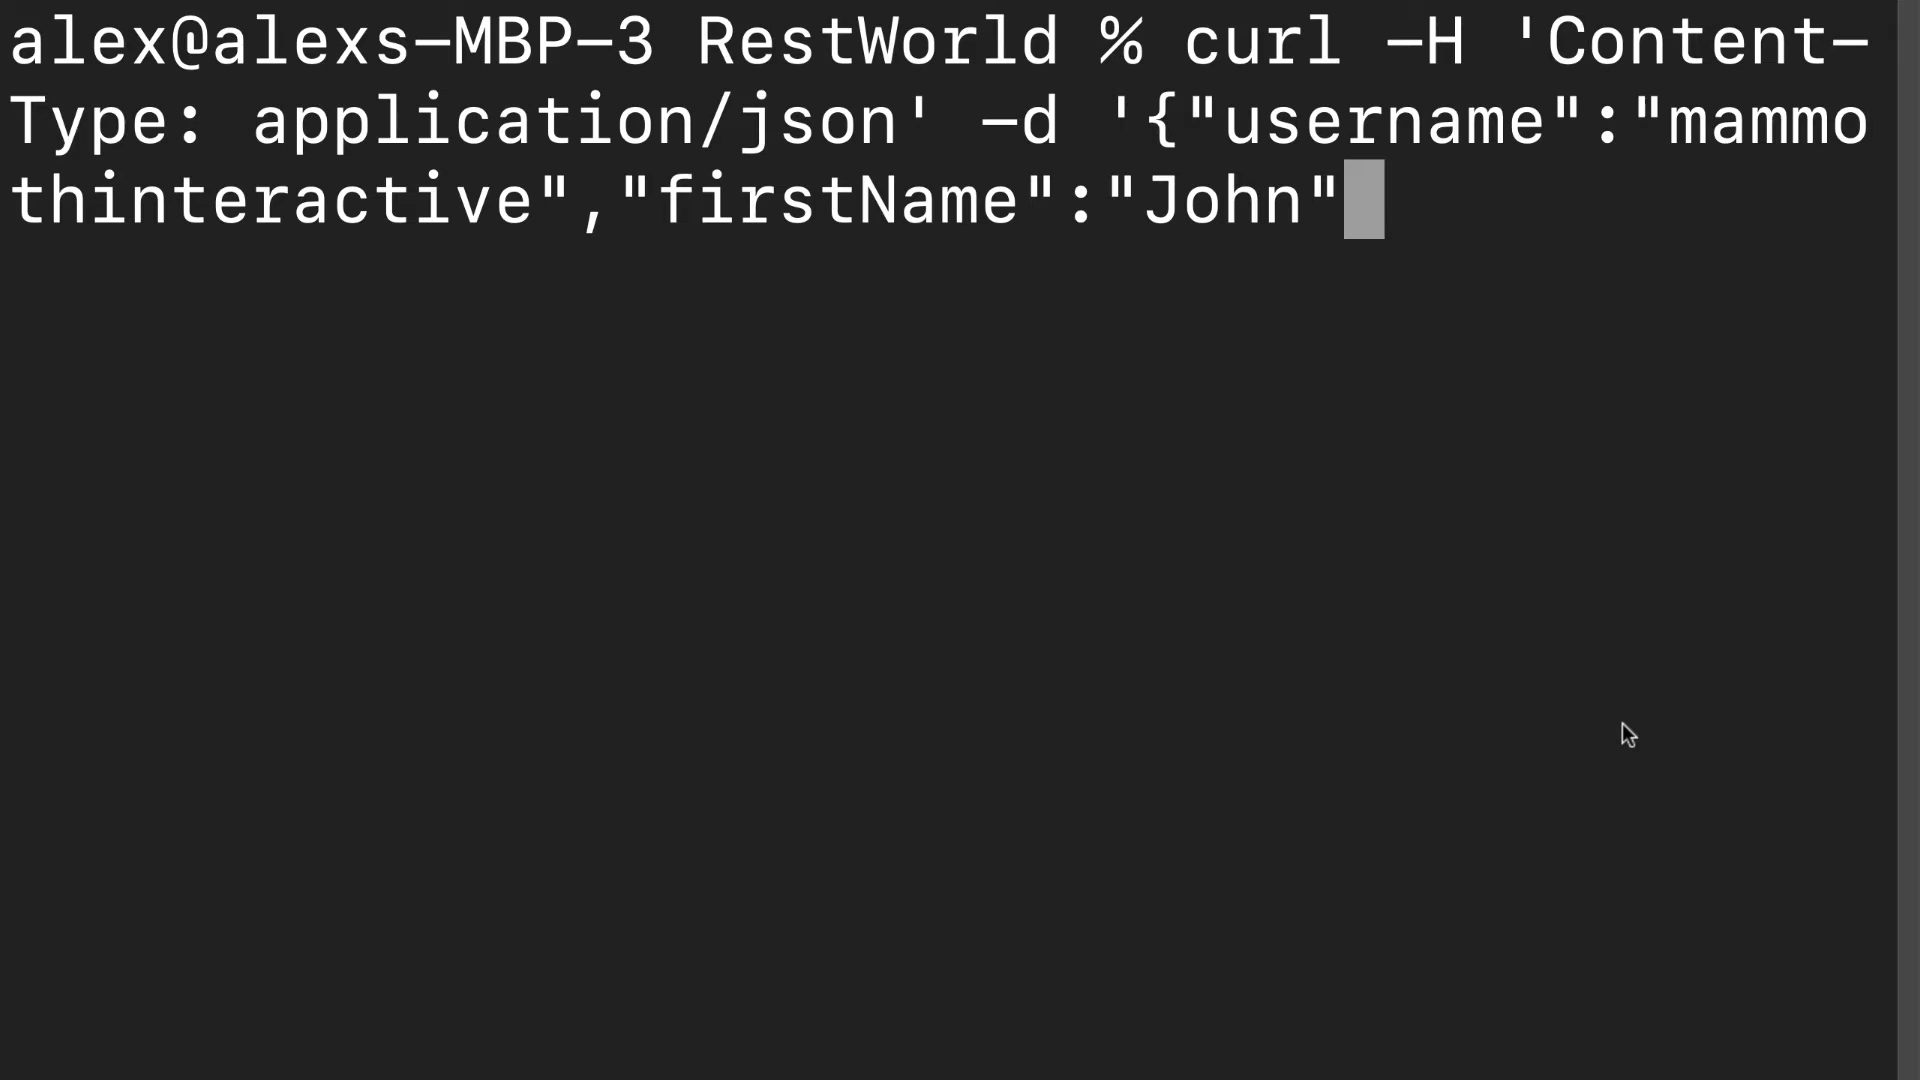 alex@alexs-MBP-3 RestWorld % curl -H 'Content-
Type: application/json' -d '{"username":"mammo
thinteractive","firstName":"John"